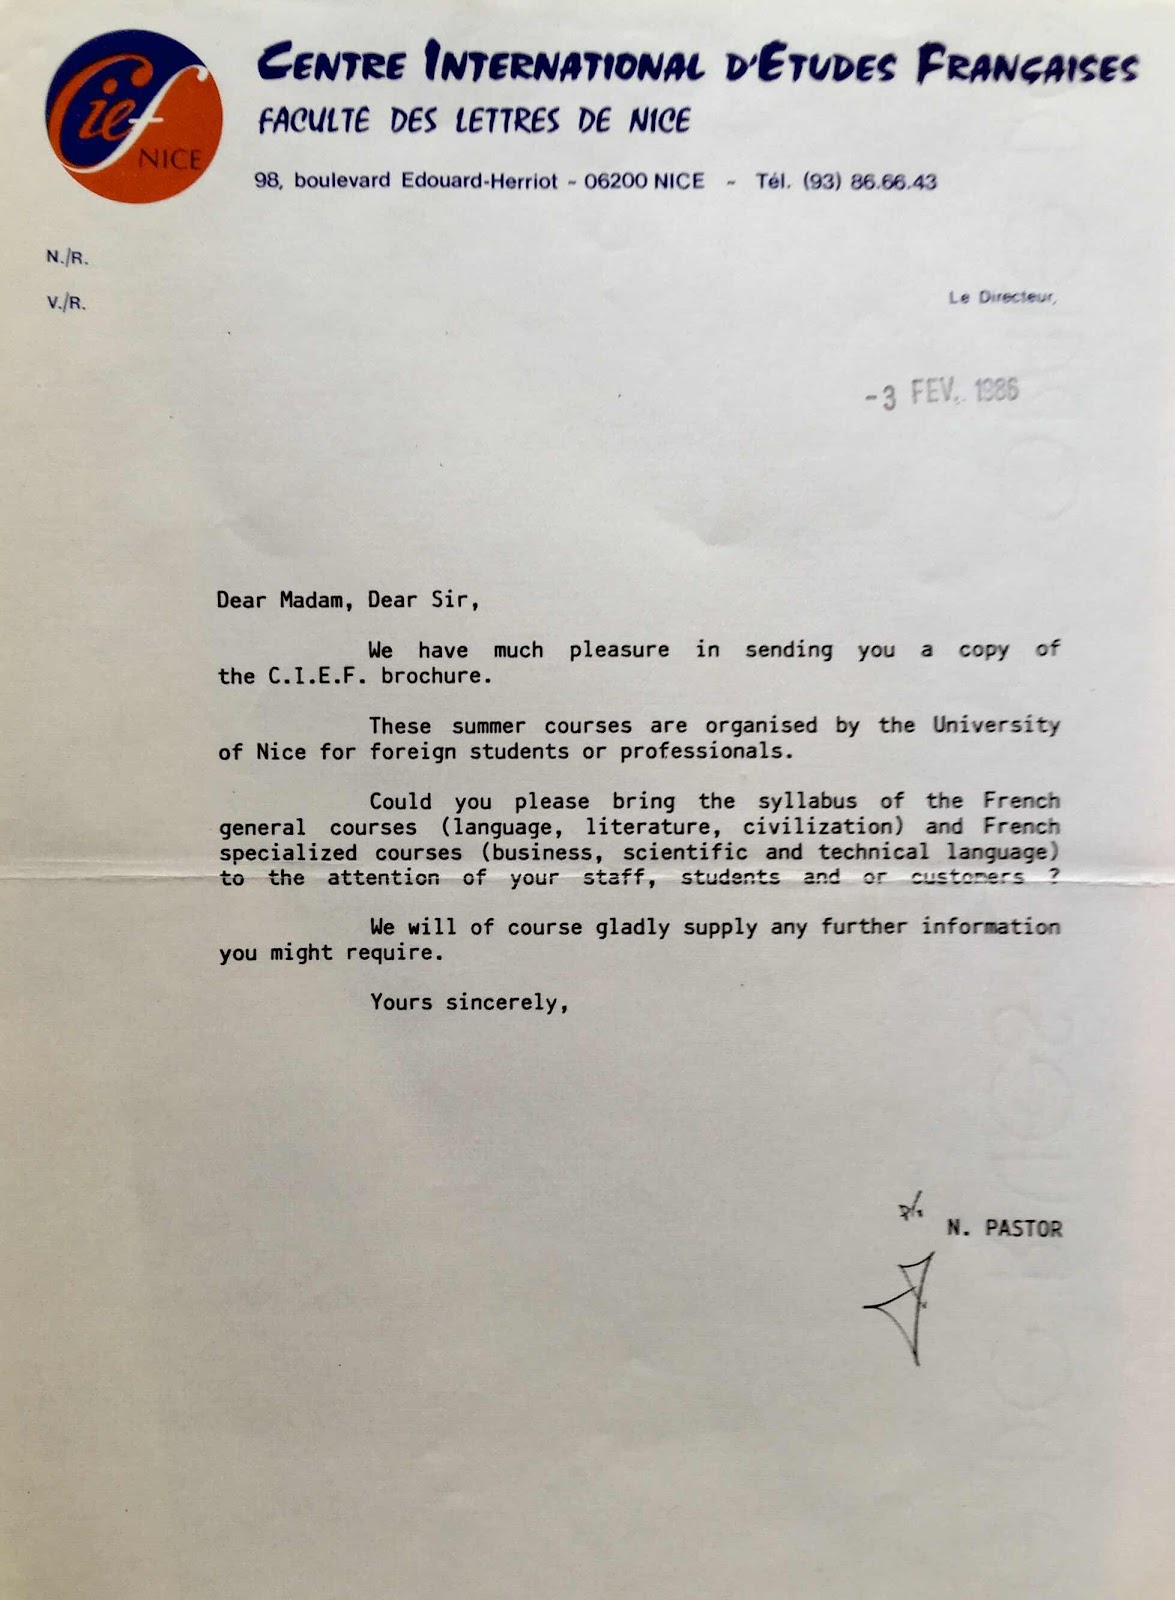 Cief
NICE
CENTRE INTERNATIONAL D'ETUDES FRANÇAISES
FACULTE DES LETTRES DE NICE
98, boulevard Edouard-Herriot - 06200 NICE - Tél. (93) 86.66.43
N./R.
V./R.
Le Directeur,
-3 FEV. 1986
Dear Madam, Dear Sir,
We have much pleasure in sending you a copy of
the C.I.E.F. brochure.
These summer courses are organised by the University
of Nice for foreign students or professionals.
Could you please bring the syllabus of the French
general courses (language, literature, civilization) and French
specialized courses (business, scientific and technical language)
to the attention of your staff, students and or customers ?
We will of course gladly supply any further information
you might require.
Yours sincerely,
N. PASTOR